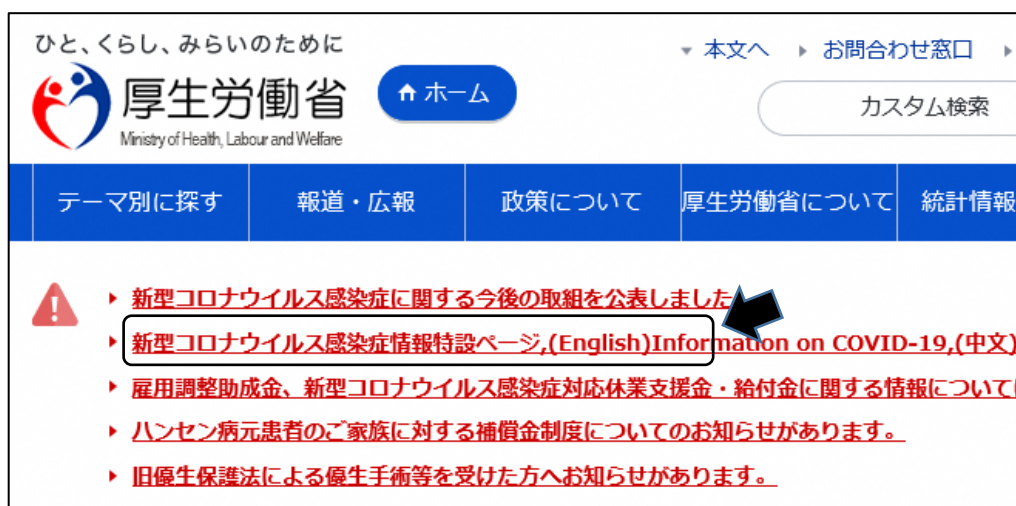 ひと、くらし、みらいのために
本文へ お問合わせ窓口
厚生労働省 ホーム
カスタム検索
Ministry of Health, Labour and Welfare
テーマ別に探す 報道・広報 政策について 厚生労働省について 統計情報
新型コロナウイルス感染症に関する今後の取組を公表しました
新型コロナウイルス感染症情報特設ページ,(English)Information on COVID-19,(中文)
雇用調整助成金、新型コロナウイルス感染症対応休業支援金・給付金に関する情報について
ハンセン病元患者のご家族に対する補償金制度についてのお知らせがあります。
旧優生保護法による優生手術等を受けた方へお知らせがあります。